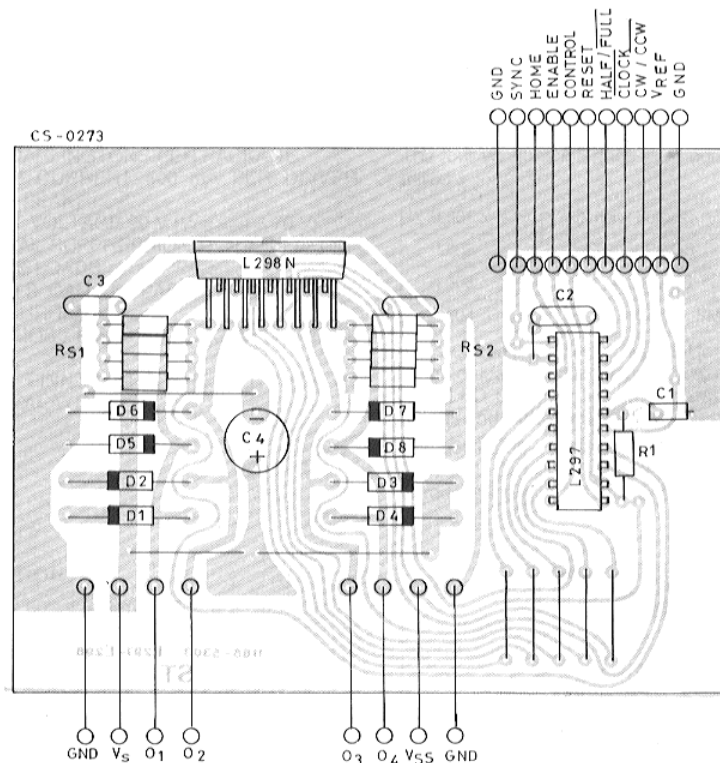 GND
SYNC
HOME
ENABLE
CONTROL
RESET
HALF/FULL
CLOCK
CW/CCW
VREF
GND
CS-0273
L298N
C3
C2
RS1
RS2
C1
D6
D7
C4
D5
D8
R1
L297
D2
D3
D1
D4
ST
GND
VS
O1
O2
O3
O4
VSS
GND